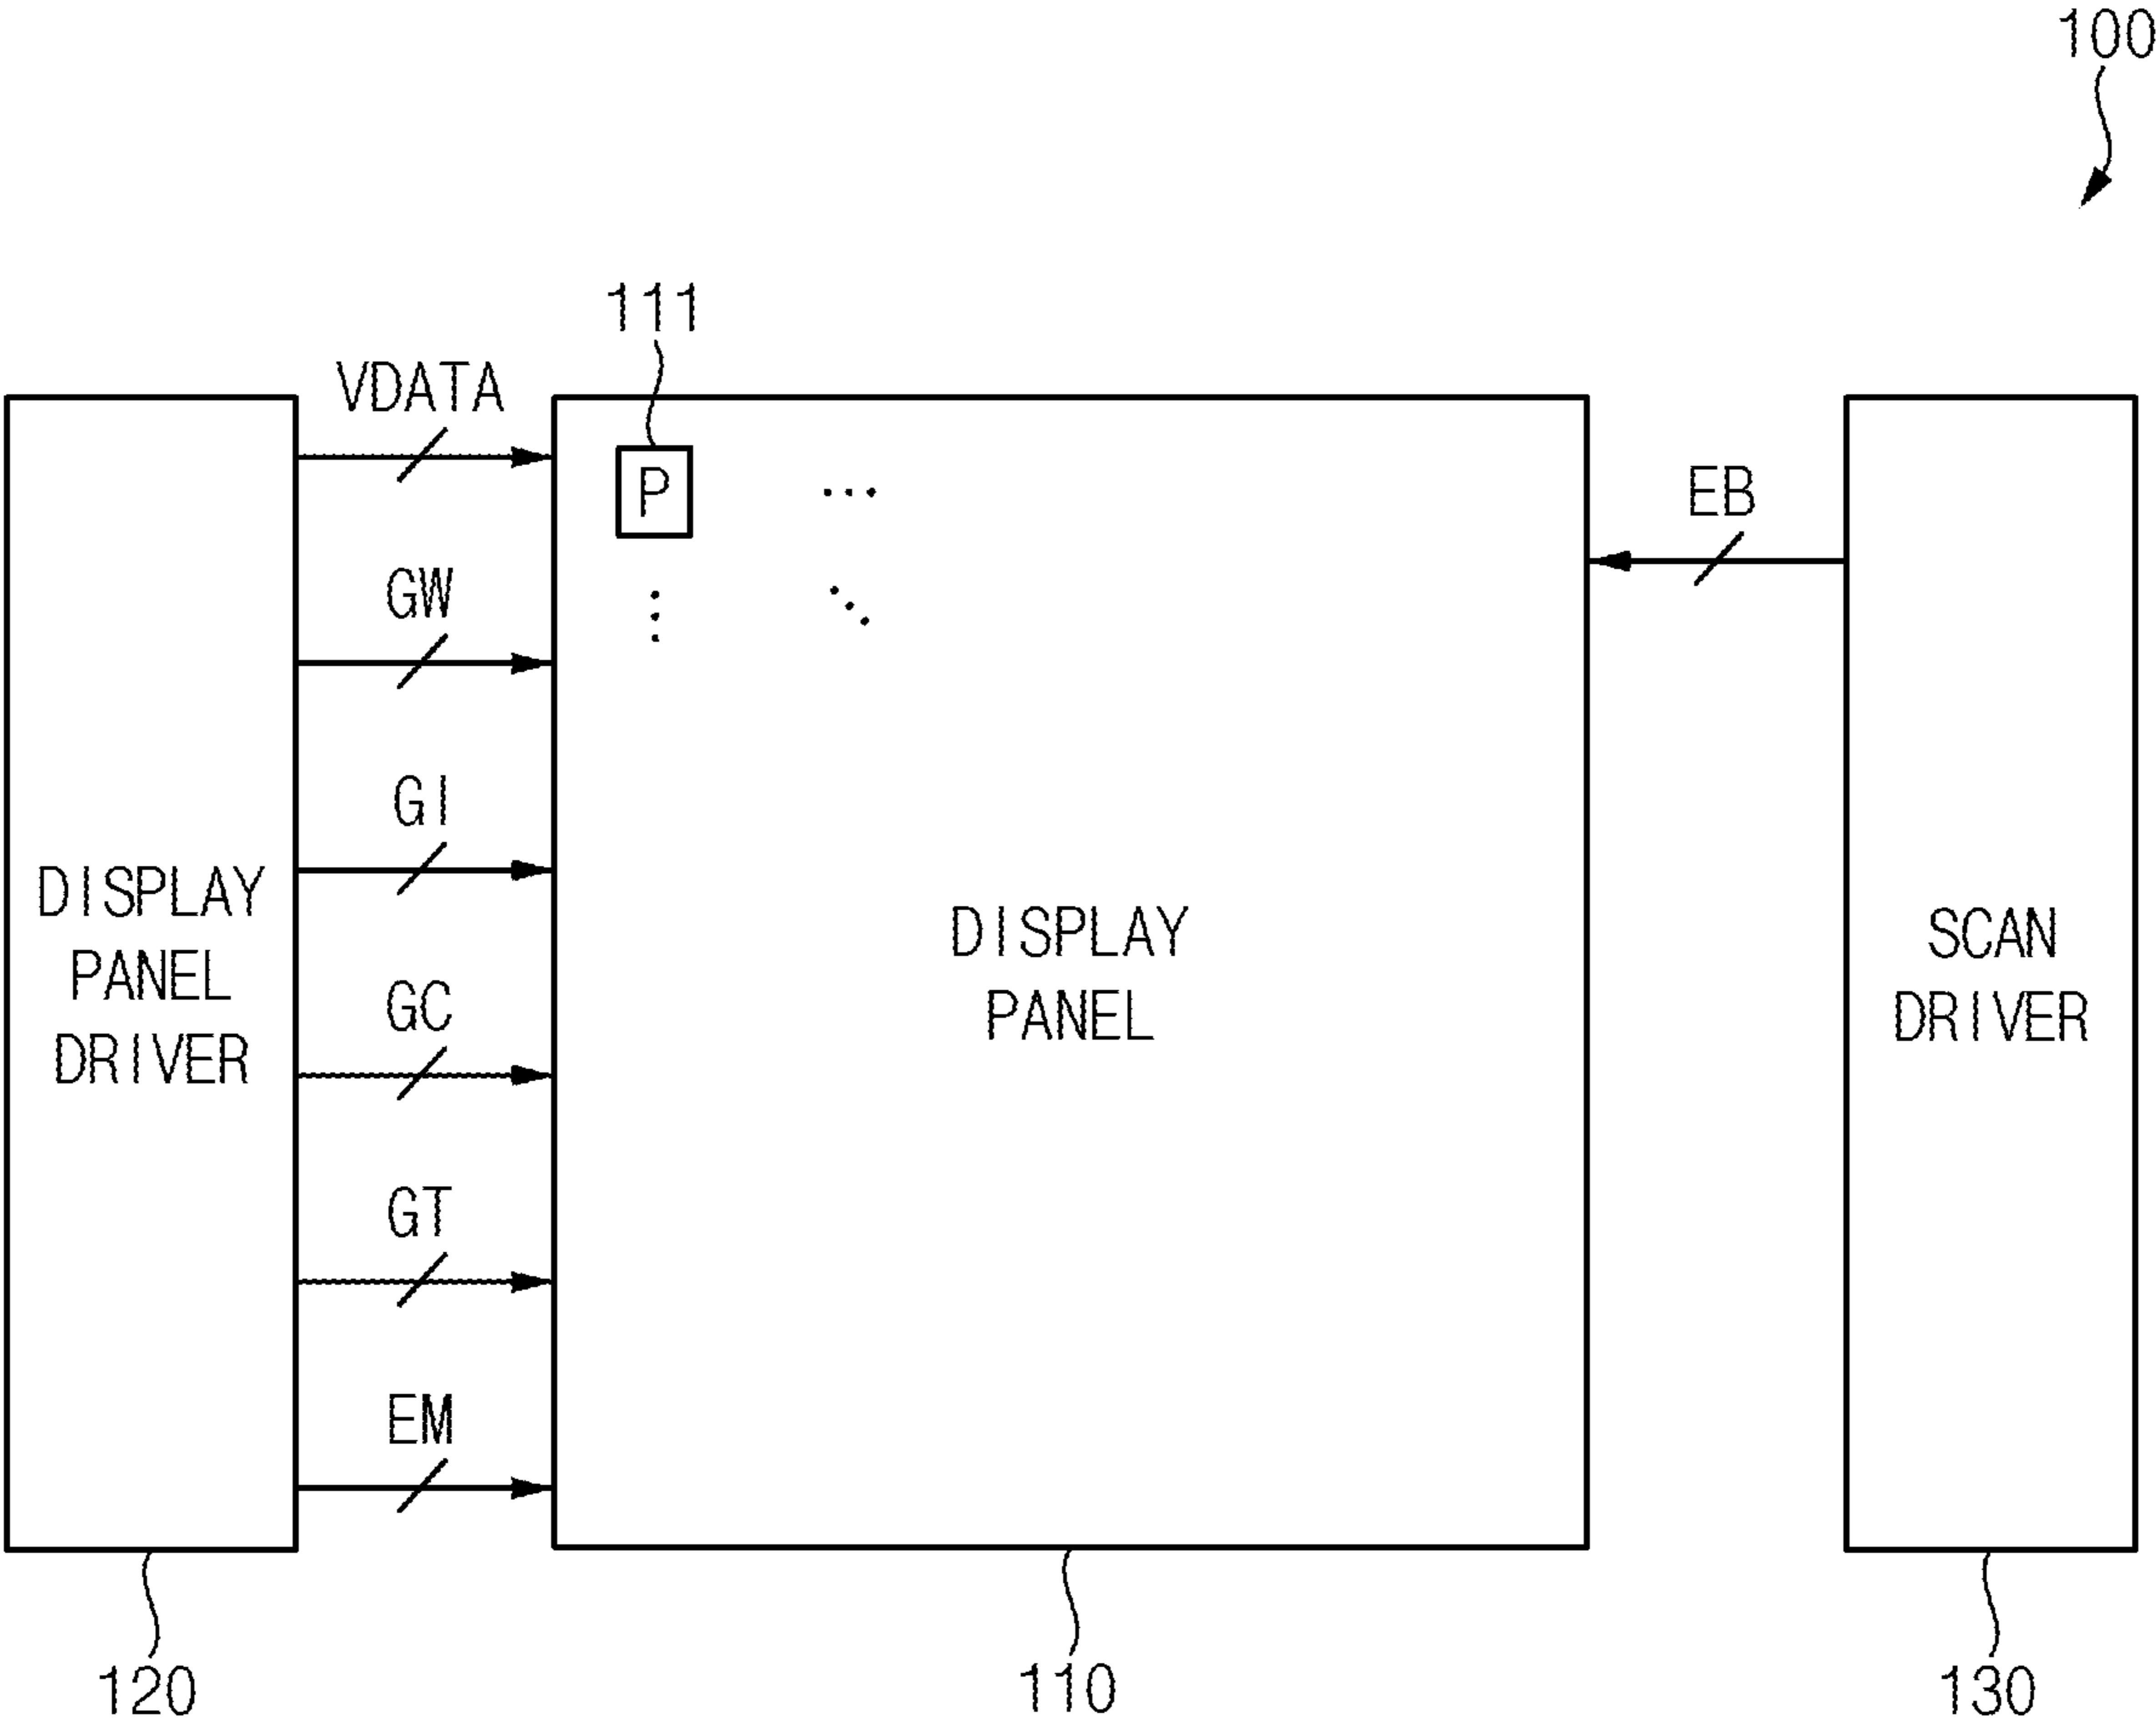 100
111
VDATA
P
EB
GW
GI
DISPLAY
PANEL
DRIVER
DISPLAY
PANEL
SCAN
DRIVER
GC
GT
EM
120
110
130